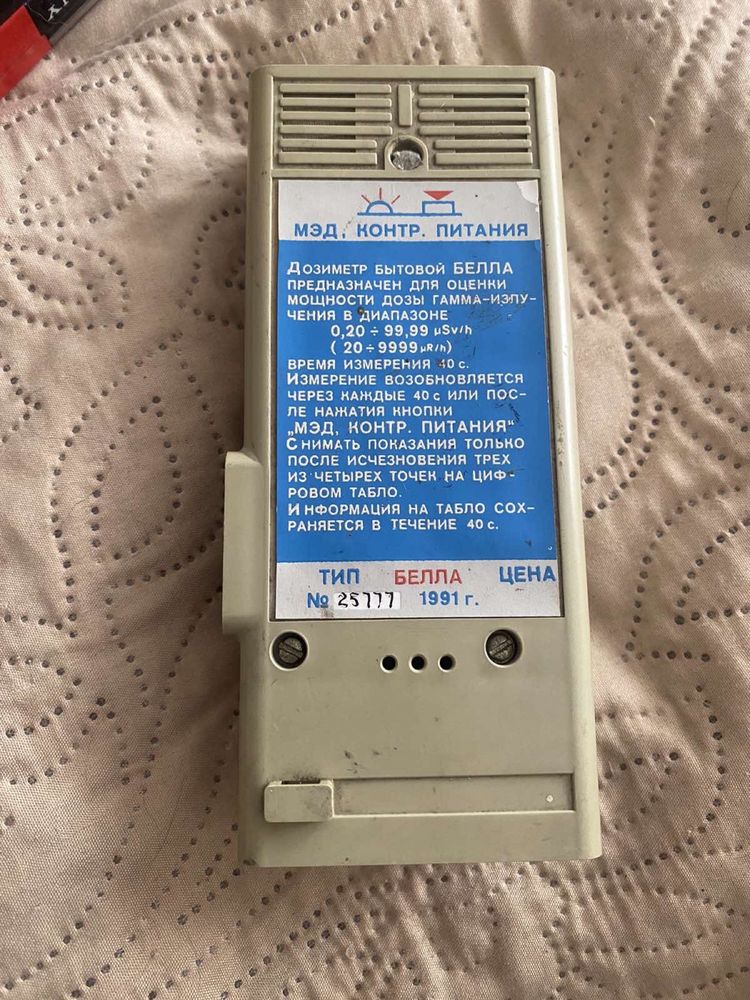 МЭД, КОНТР. ПИТАНИЯ
ДОЗИМЕТР БЫТОВОЙ БЕЛЛА
ПРЕДНАЗНАЧЕН ДЛЯ ОЦЕНКИ
МОЩНОСТИ ДОЗЫ ГАММА-ИЗЛУ-
ЧЕНИЯ В ДИАПАЗОНЕ
0,20 ÷ 99,99 µSv/h
( 20 ÷ 9999 µR/h)
ВРЕМЯ ИЗМЕРЕНИЯ 40 с.
ИЗМЕРЕНИЕ ВОЗОБНОВЛЯЕТСЯ
ЧЕРЕЗ КАЖДЫЕ 40 с ИЛИ ПОС-
ЛЕ НАЖАТИЯ КНОПКИ
„МЭД, КОНТР. ПИТАНИЯ"
СНИМАТЬ ПОКАЗАНИЯ ТОЛЬКО
ПОСЛЕ ИСЧЕЗНОВЕНИЯ ТРЕХ
ИЗ ЧЕТЫРЕХ ТОЧЕК НА ЦИФ-
РОВОМ ТАБЛО.
ИНФОРМАЦИЯ НА ТАБЛО СОХ-
РАНЯЕТСЯ В ТЕЧЕНИЕ 40 с.
ТИП БЕЛЛА ЦЕНА
№ 25777 1991 г.